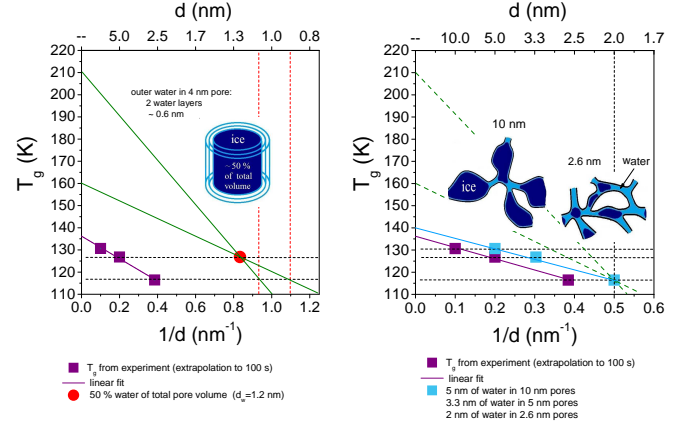 d (nm)
-- 5.0 2.5 1.7 1.3 1.0 0.8
220
210
200
190
180
170
160
150
140
130
120
110
T_g (K)
outer water in 4 nm pore:
2 water layers
~ 0.6 nm
ice
~ 50 %
of total
volume
0.0 0.2 0.4 0.6 0.8 1.0 1.2
1/d (nm⁻¹)
T_g from experiment (extrapolation to 100 s)
linear fit
50 % water of total pore volume (d_w=1.2 nm)
d (nm)
-- 10.0 5.0 3.3 2.5 2.0 1.7
220
210
200
190
180
170
160
150
140
130
120
110
T_g (K)
10 nm
2.6 nm
water
ice
0.0 0.1 0.2 0.3 0.4 0.5 0.6
1/d (nm⁻¹)
T_g from experiment (extrapolation to 100 s)
linear fit
5 nm of water in 10 nm pores
3.3 nm of water in 5 nm pores
2 nm of water in 2.6 nm pores